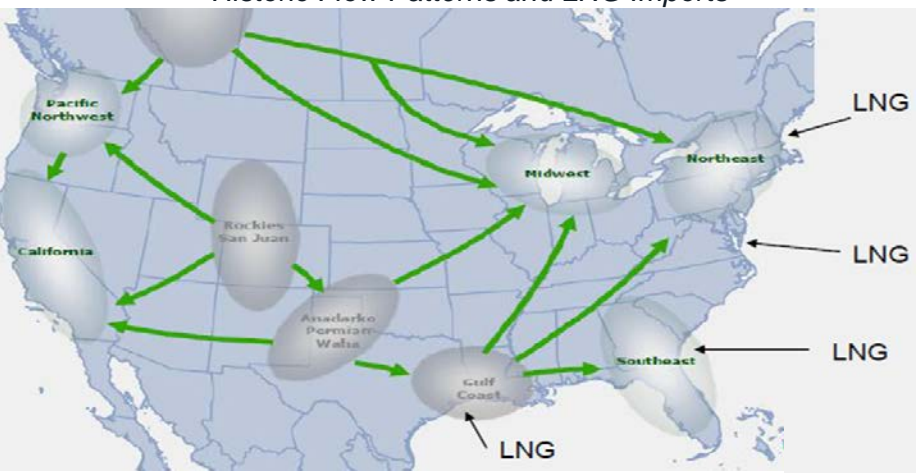 Historic Flow Patterns and LNG Imports
Pacific
Northwest
LNG
Northeast
Midwest
Rockies
San Juan
California
LNG
Anadarko
Permian
Waha
LNG
Southeast
Gulf
Coast
LNG